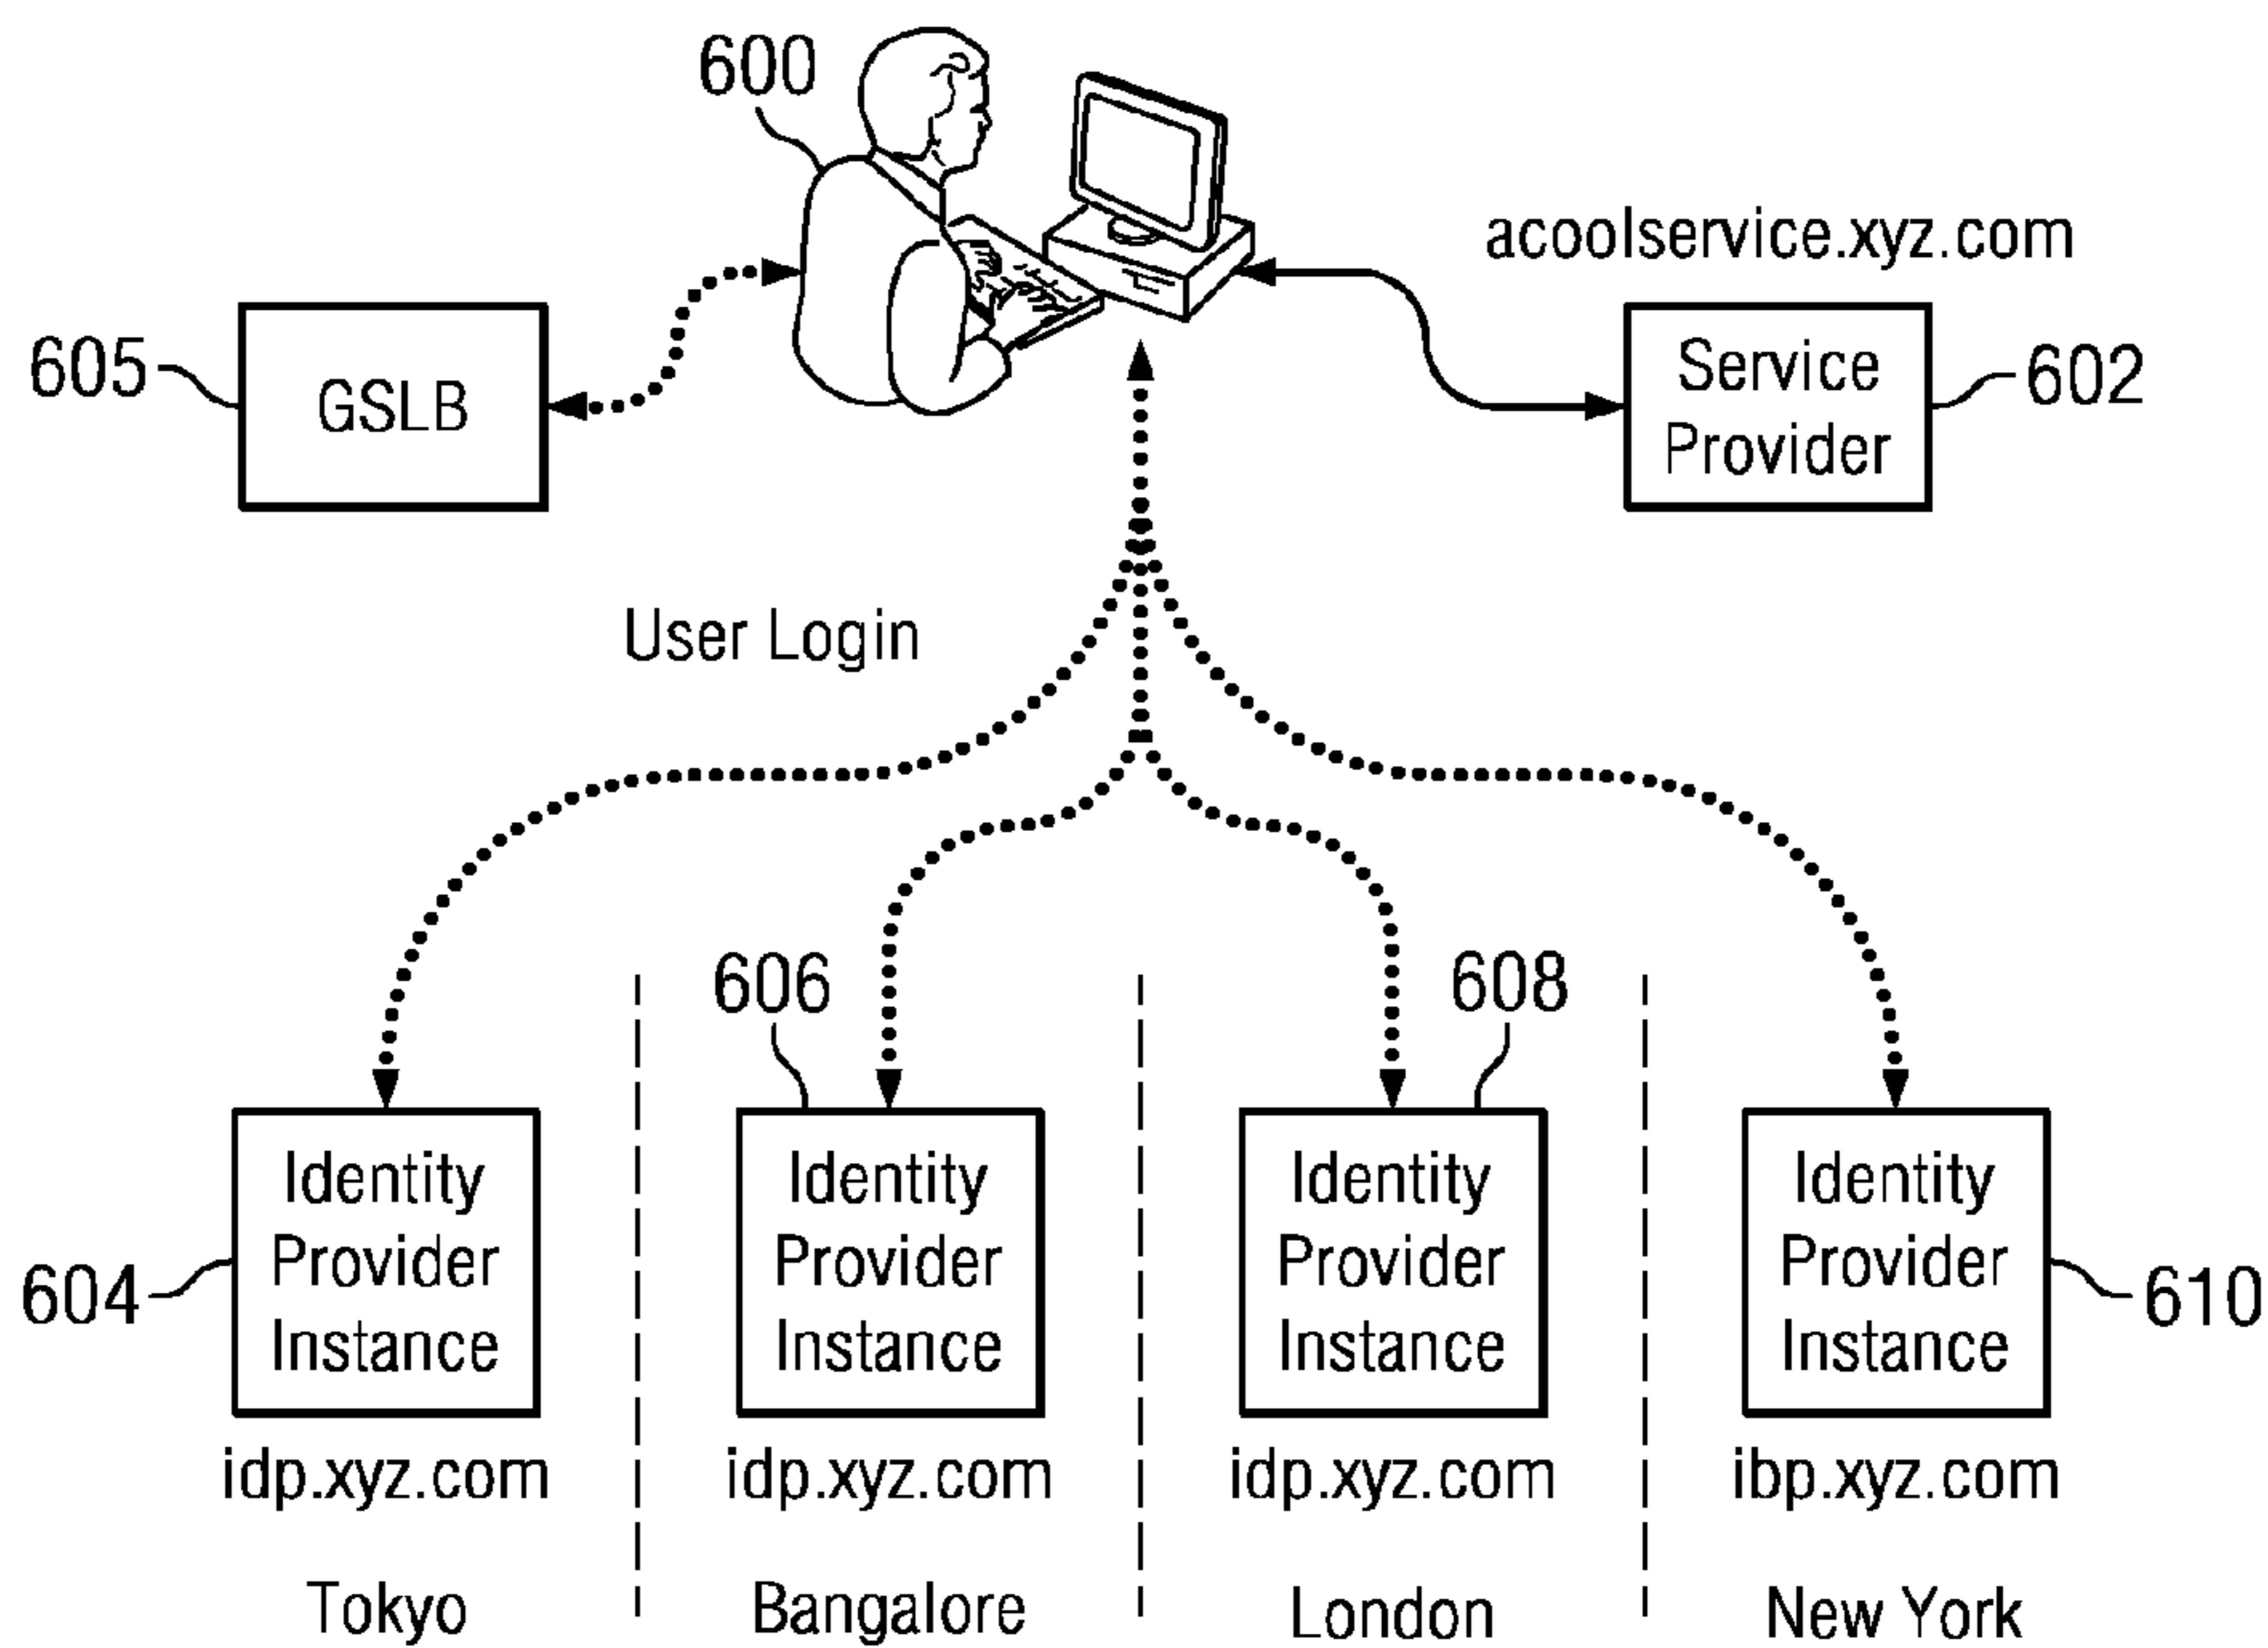 600
acoolservice.xyz.com
605
GSLB
Service
Provider
602
User Login
606
608
Identity
Provider
Instance
Identity
Provider
Instance
Identity
Provider
Instance
Identity
Provider
Instance
604
610
idp.xyz.com
idp.xyz.com
idp.xyz.com
ibp.xyz.com
Tokyo
Bangalore
London
New York